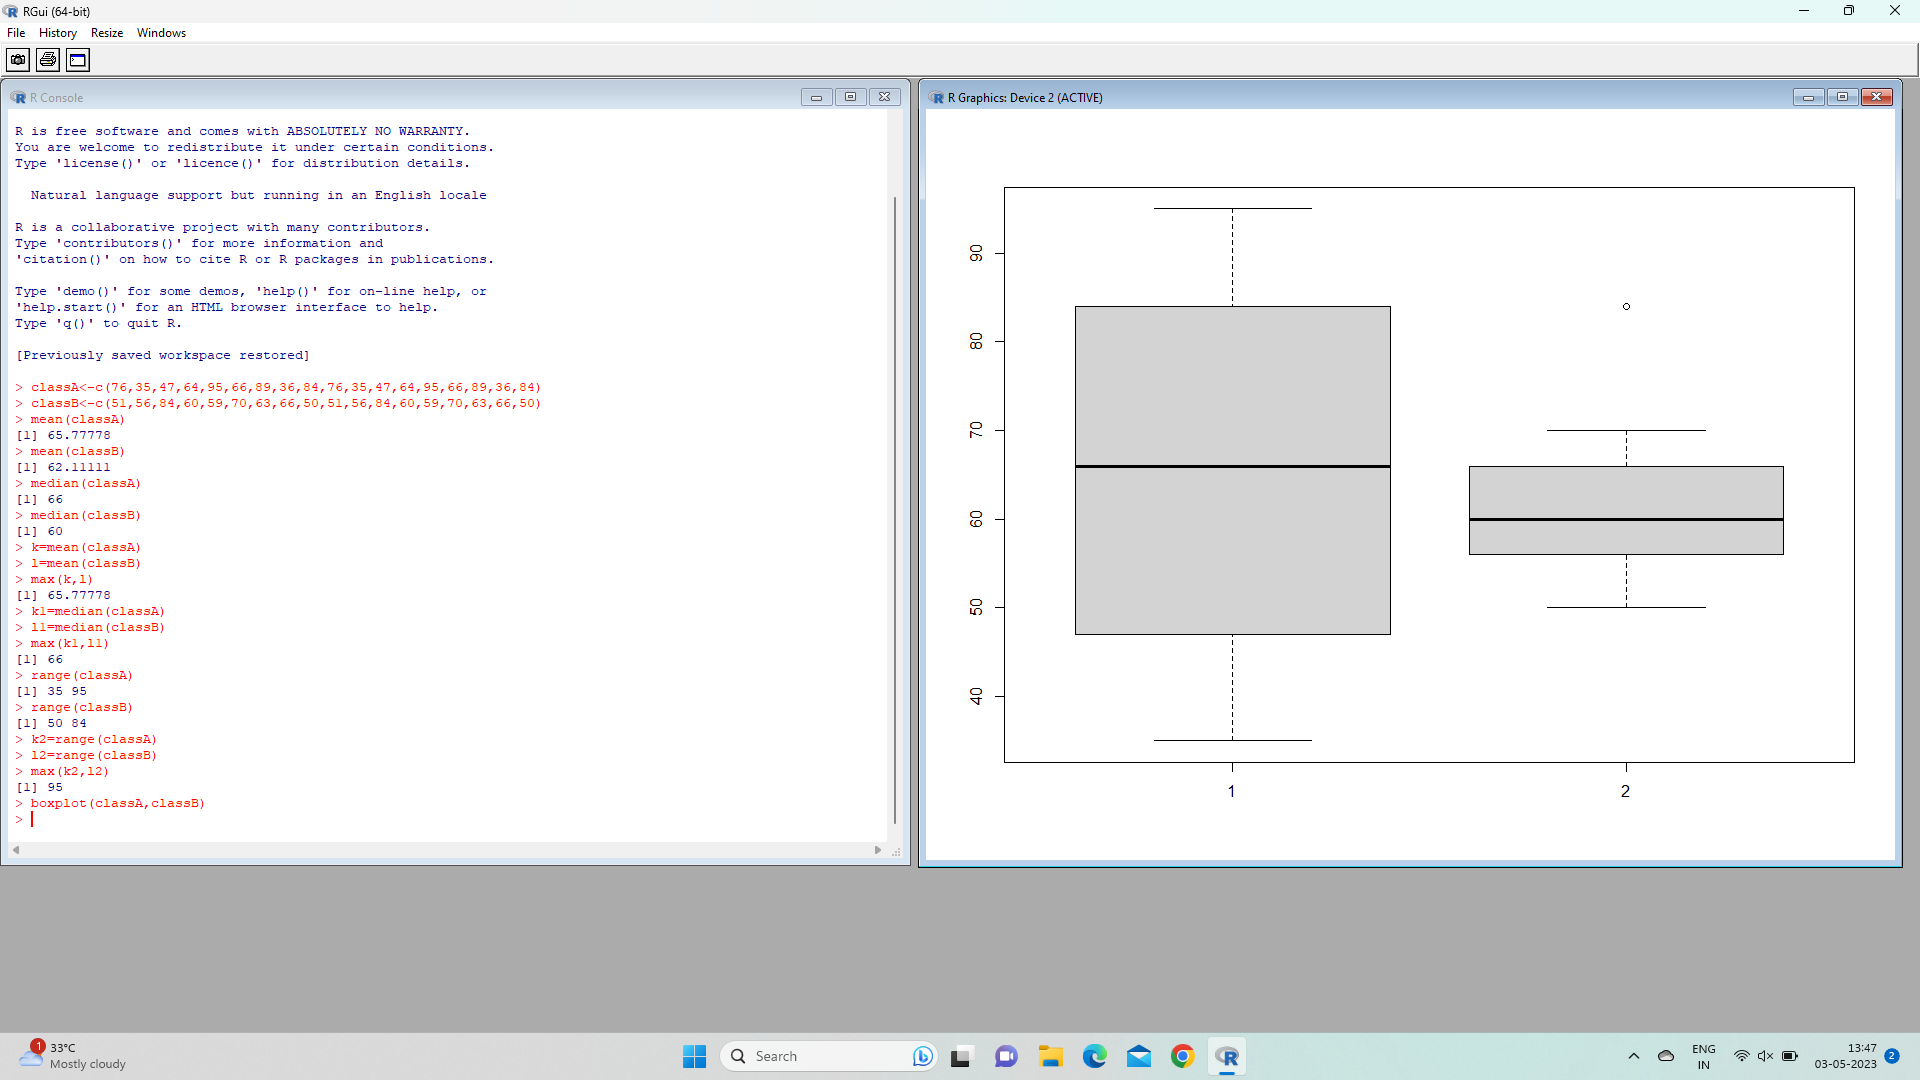 RGui (64-bit)
File History Resize Windows
R Console
R is free software and comes with ABSOLUTELY NO WARRANTY.
You are welcome to redistribute it under certain conditions.
Type 'license()' or 'licence()' for distribution details.
Natural language support but running in an English locale
R is a collaborative project with many contributors.
Type 'contributors()' for more information and
'citation()' on how to cite R or R packages in publications.
Type 'demo()' for some demos, 'help()' for on-line help, or
'help.start()' for an HTML browser interface to help.
Type 'q()' to quit R.
[Previously saved workspace restored]
> classA<-c(76,35,47,64,95,66,89,36,84,76,35,47,64,95,66,89,36,84)
> classB<-c(51,56,84,60,59,70,63,66,50,51,56,84,60,59,70,63,66,50)
> mean(classA)
[1] 65.77778
> mean(classB)
[1] 62.11111
> median(classA)
[1] 66
> median(classB)
[1] 60
> k=mean(classA)
> l=mean(classB)
> max(k,l)
[1] 65.77778
> k1=median(classA)
> l1=median(classB)
> max(k1,l1)
[1] 66
> range(classA)
[1] 35 95
> range(classB)
[1] 50 84
> k2=range(classA)
> l2=range(classB)
> max(k2,l2)
[1] 95
> boxplot(classA,classB)
>
R Graphics: Device 2 (ACTIVE)
90
80
70
60
50
40
1 2
1
33°C
Mostly cloudy
Search
ENG
IN
13:47
03-05-2023
2